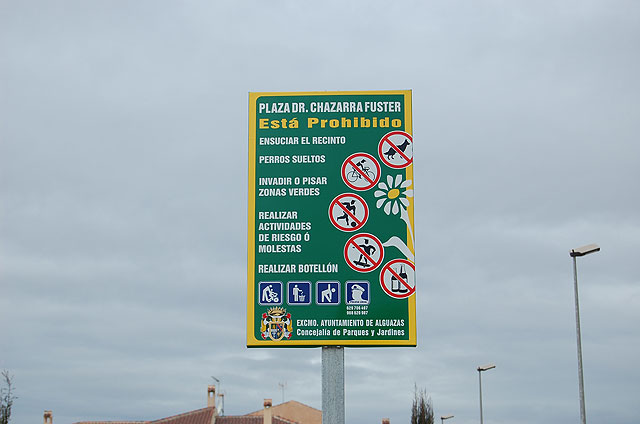 PLAZA DR. CHAZARRA FUSTER
Está Prohibido
ENSUCIAR EL RECINTO
PERROS SUELTOS
INVADIR O PISAR
ZONAS VERDES
REALIZAR
ACTIVIDADES
DE RIESGO Ó
MOLESTAS
REALIZAR BOTELLÓN
EXCMO. AYUNTAMIENTO DE ALGUAZAS
Concejalía de Parques y Jardines